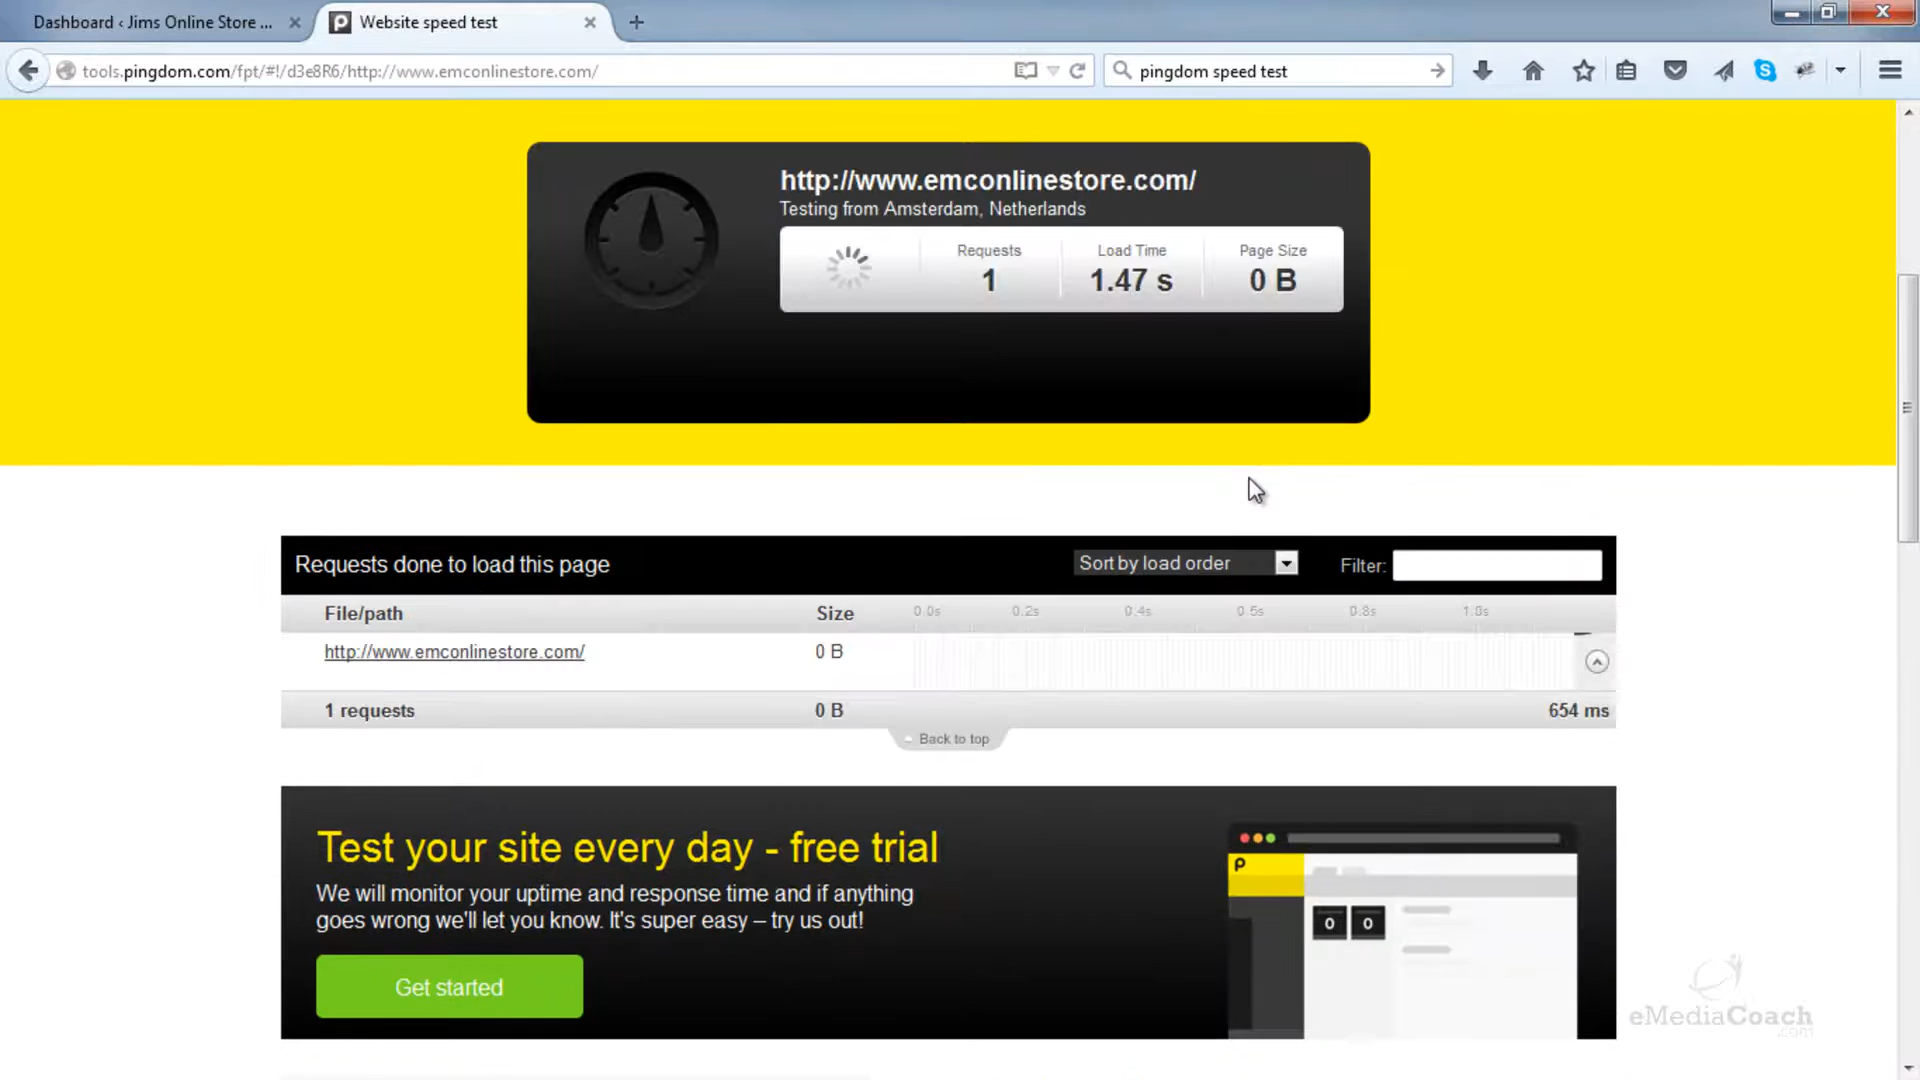 Dashboard ‹ Jims Online Store ...
Website speed test
tools.pingdom.com/fpt/#!/d3e8R6/http://www.emconlinestore.com/
pingdom speed test
http://www.emconlinestore.com/
Testing from Amsterdam, Netherlands
Requests
Load Time
Page Size
1
1.47 s
0 B
Requests done to load this page
Sort by load order
Filter:
File/path
Size
0.0s
0.2s
0.4s
0.5s
0.8s
1.0s
http://www.emconlinestore.com/
0 B
1 requests
0 B
654 ms
Back to top
Test your site every day - free trial
We will monitor your uptime and response time and if anything
goes wrong we'll let you know. It's super easy – try us out!
Get started
0 0
eMediaCoach
.com